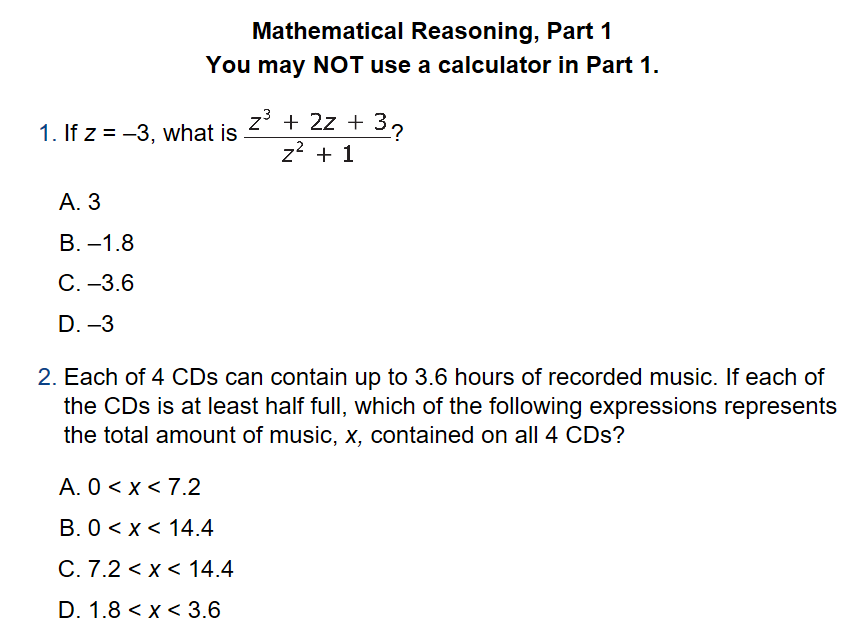 Mathematical Reasoning, Part 1
You may NOT use a calculator in Part 1.
1. If z = –3, what is (z³ + 2z + 3)/(z² + 1)?
A. 3
B. –1.8
C. –3.6
D. –3
2. Each of 4 CDs can contain up to 3.6 hours of recorded music. If each of
the CDs is at least half full, which of the following expressions represents
the total amount of music, x, contained on all 4 CDs?
A. 0 < x < 7.2
B. 0 < x < 14.4
C. 7.2 < x < 14.4
D. 1.8 < x < 3.6